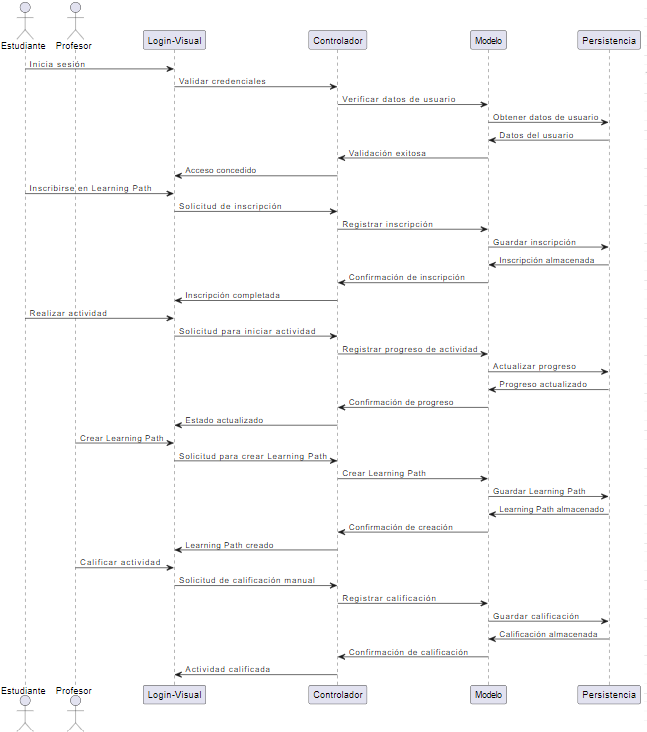 Estudiante
Profesor
Login-Visual
Controlador
Modelo
Persistencia
Inicia sesión
Validar credenciales
Verificar datos de usuario
Obtener datos de usuario
Datos del usuario
Validación exitosa
Acceso concedido
Inscribirse en Learning Path
Solicitud de inscripción
Registrar inscripción
Guardar inscripción
Inscripción almacenada
Confirmación de inscripción
Inscripción completada
Realizar actividad
Solicitud para iniciar actividad
Registrar progreso de actividad
Actualizar progreso
Progreso actualizado
Confirmación de progreso
Estado actualizado
Crear Learning Path
Solicitud para crear Learning Path
Crear Learning Path
Guardar Learning Path
Learning Path almacenado
Confirmación de creación
Learning Path creado
Calificar actividad
Solicitud de calificación manual
Registrar calificación
Guardar calificación
Calificación almacenada
Confirmación de calificación
Actividad calificada
Estudiante
Profesor
Login-Visual
Controlador
Modelo
Persistencia